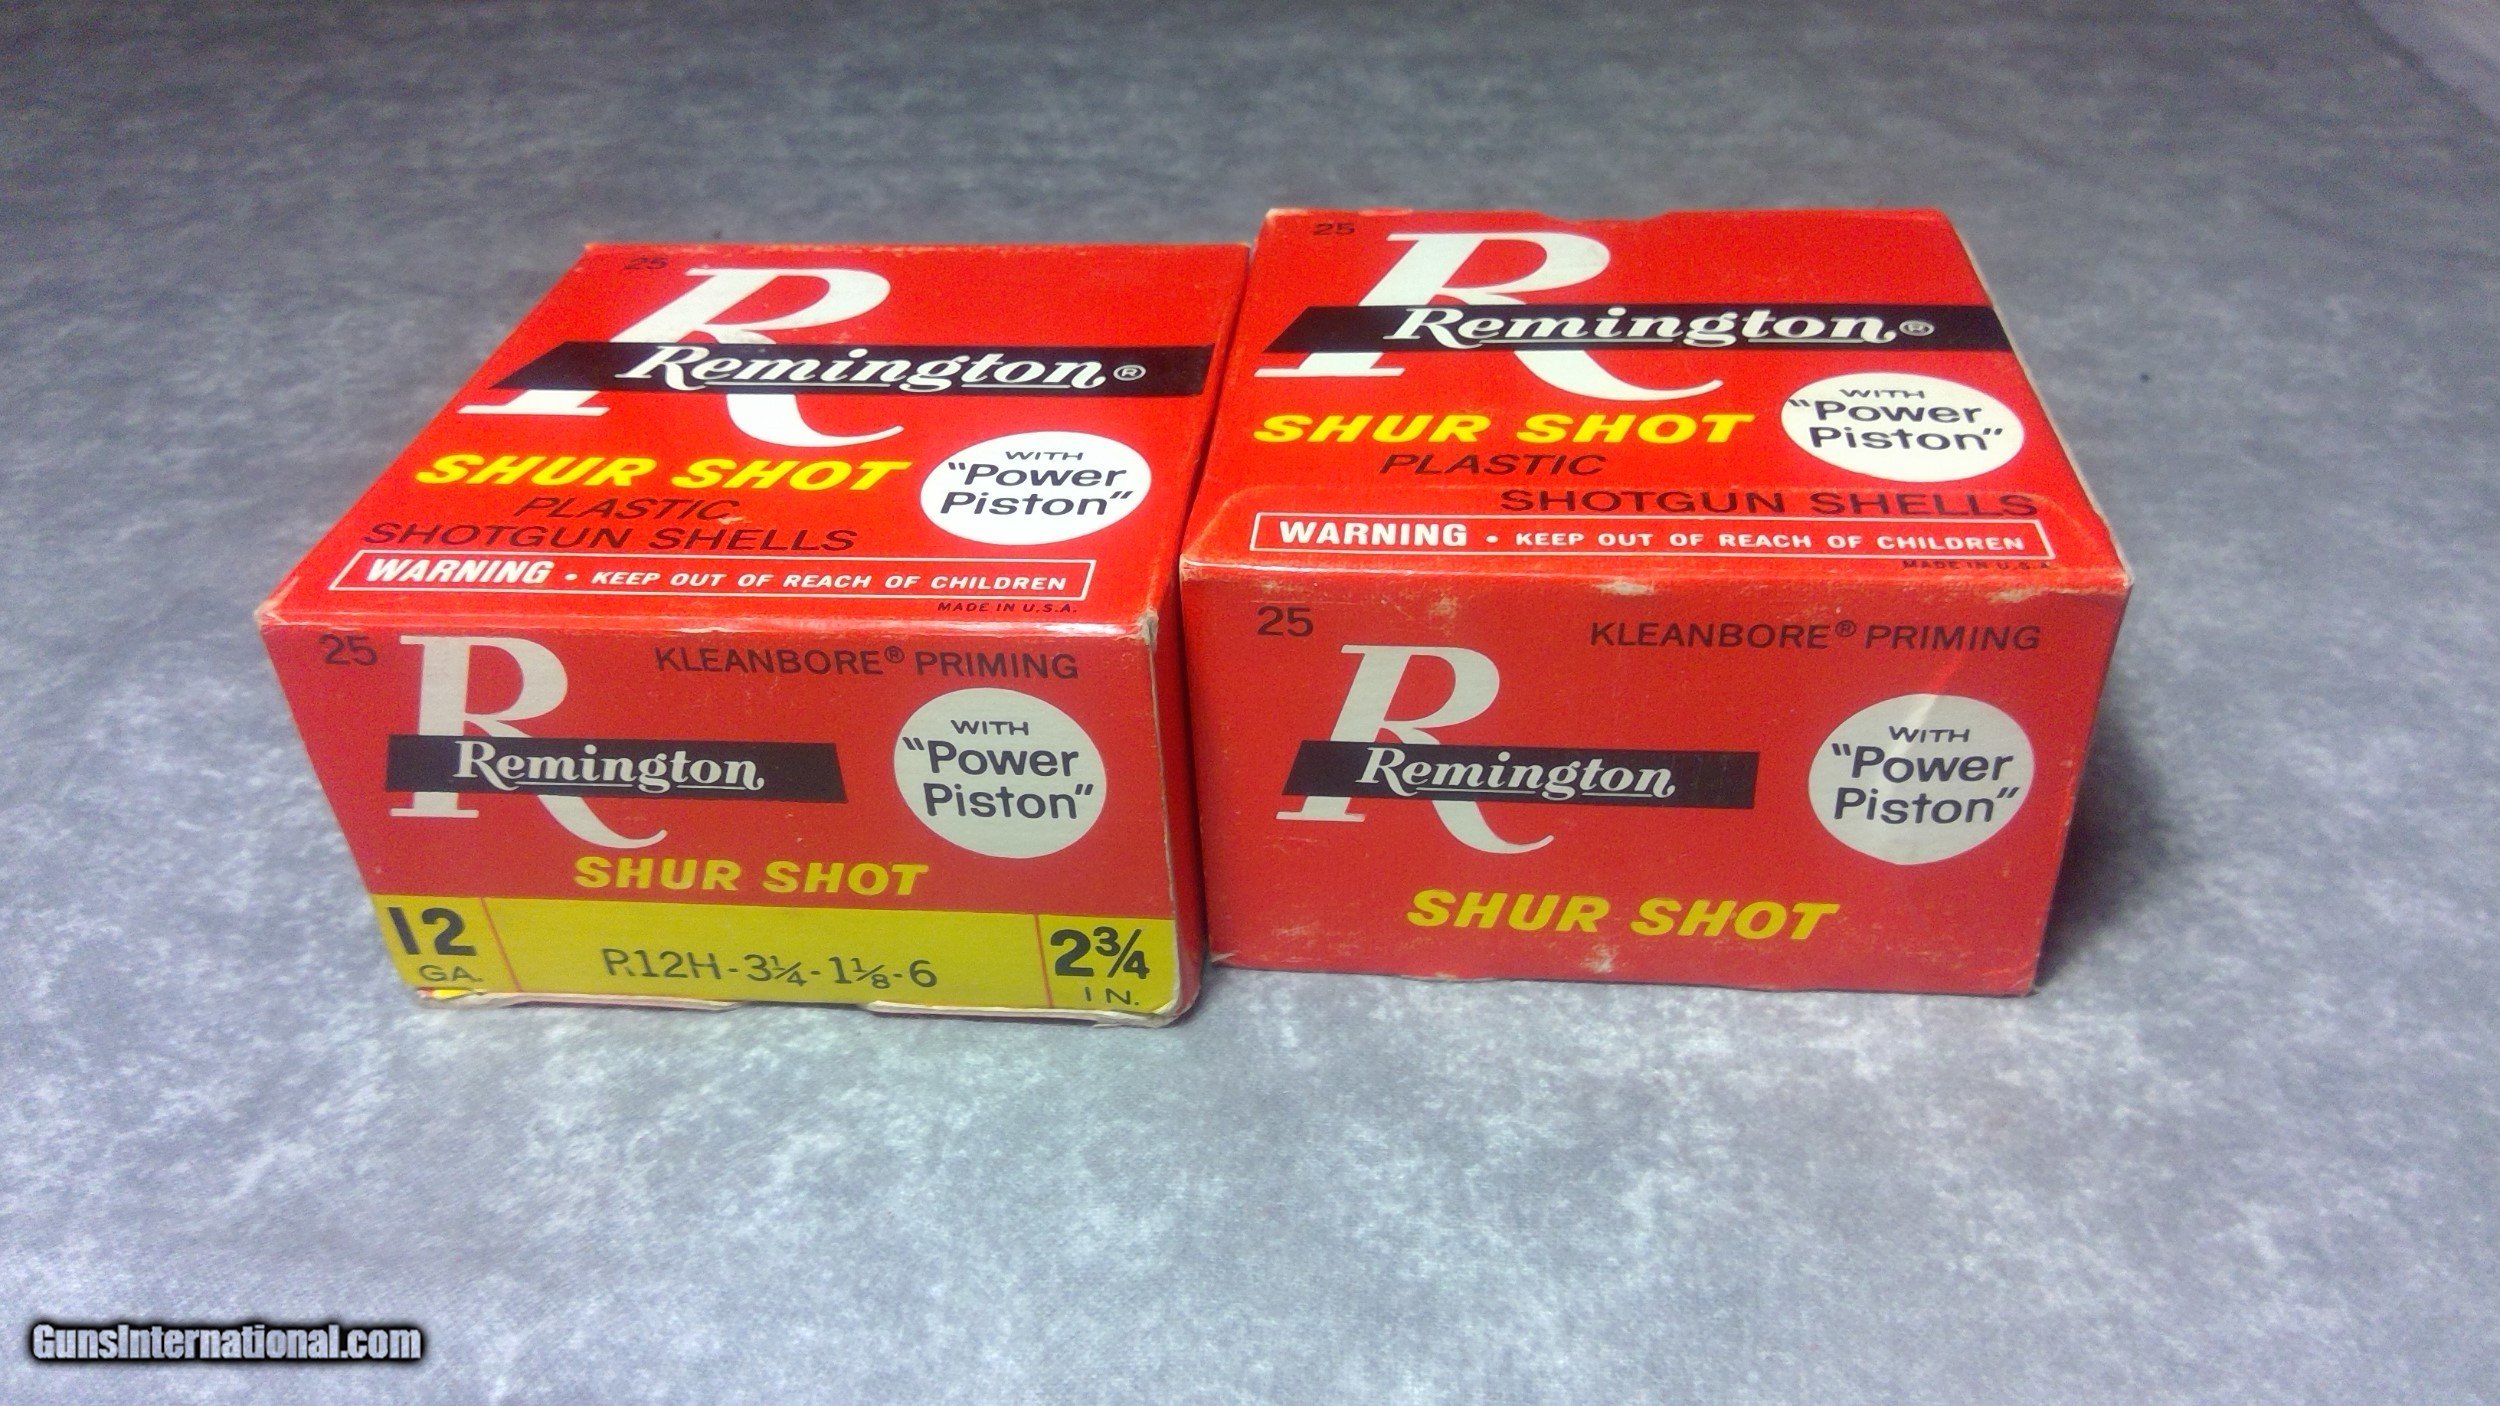 25
Remington®
SHUR SHOT
PLASTIC
SHOTGUN SHELLS
WITH
"Power
Piston"
WARNING • KEEP OUT OF REACH OF CHILDREN
MADE IN U.S.A.
25
KLEANBORE® PRIMING
R
Remington
WITH
"Power
Piston"
SHUR SHOT
12
GA.
R12H-3¼-1⅛-6
2¾
IN.
25
R
Remington®
SHUR SHOT
PLASTIC
SHOTGUN SHELLS
WITH
"Power
Piston"
WARNING • KEEP OUT OF REACH OF CHILDREN
MADE IN U.S.A.
25
KLEANBORE® PRIMING
R
Remington
WITH
"Power
Piston"
SHUR SHOT
GunsInternational.com